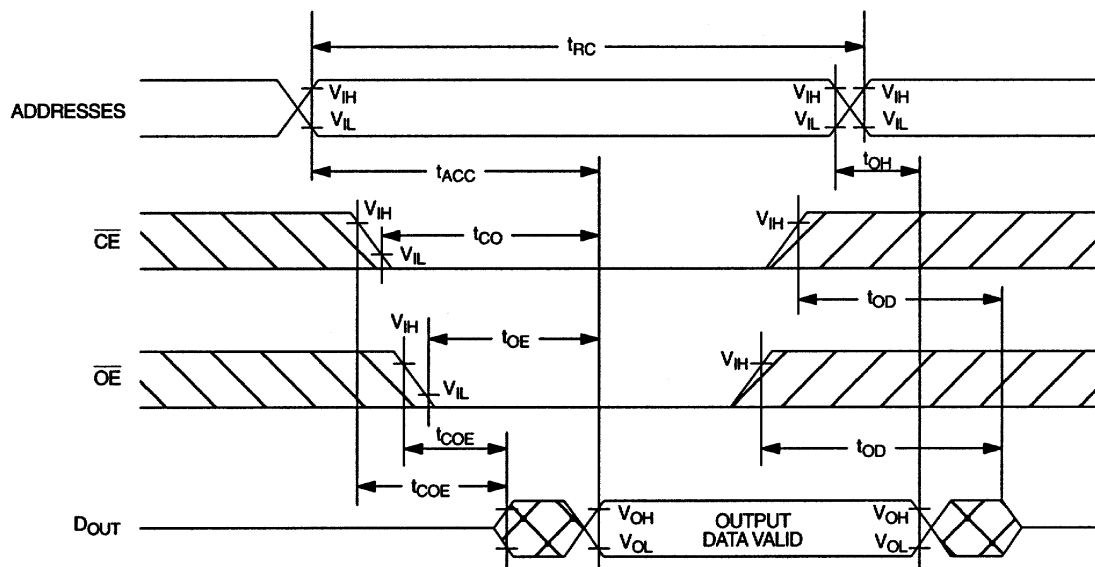 tRC
ADDRESSES
VIH
VIL
VIH
VIL
VIH
VIL
tACC
tOH
CE
VIH
VIL
tCO
VIH
tOD
OE
VIH
VIL
tOE
VIH
tCOE
tOD
tCOE
DOUT
VOH
VOL
OUTPUT
DATA VALID
VOH
VOL